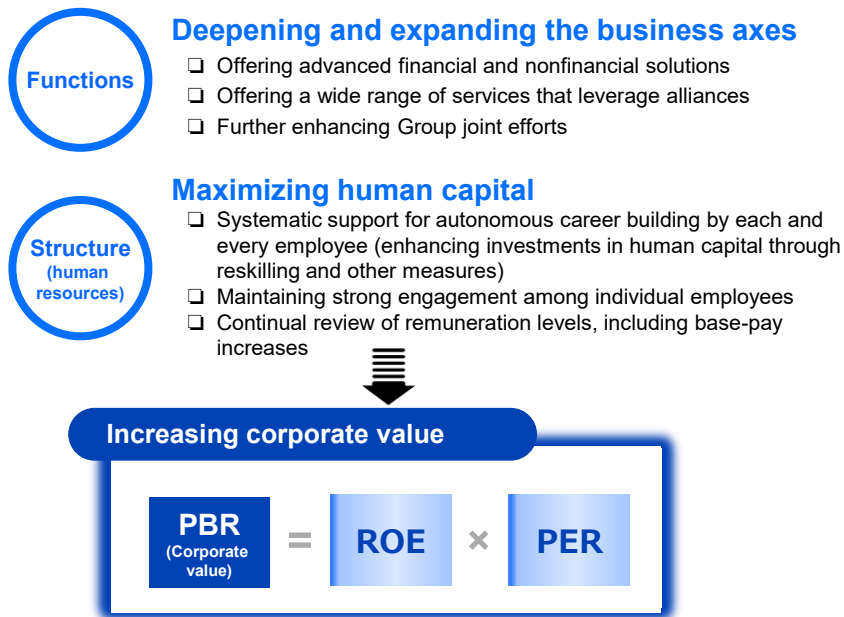 Deepening and expanding the business axes
Functions
❏ Offering advanced financial and nonfinancial solutions
❏ Offering a wide range of services that leverage alliances
❏ Further enhancing Group joint efforts
Maximizing human capital
Structure
(human
resources)
❏ Systematic support for autonomous career building by each and
every employee (enhancing investments in human capital through
reskilling and other measures)
❏ Maintaining strong engagement among individual employees
❏ Continual review of remuneration levels, including base-pay
increases
Increasing corporate value
PBR
(Corporate
value)
=
ROE
×
PER